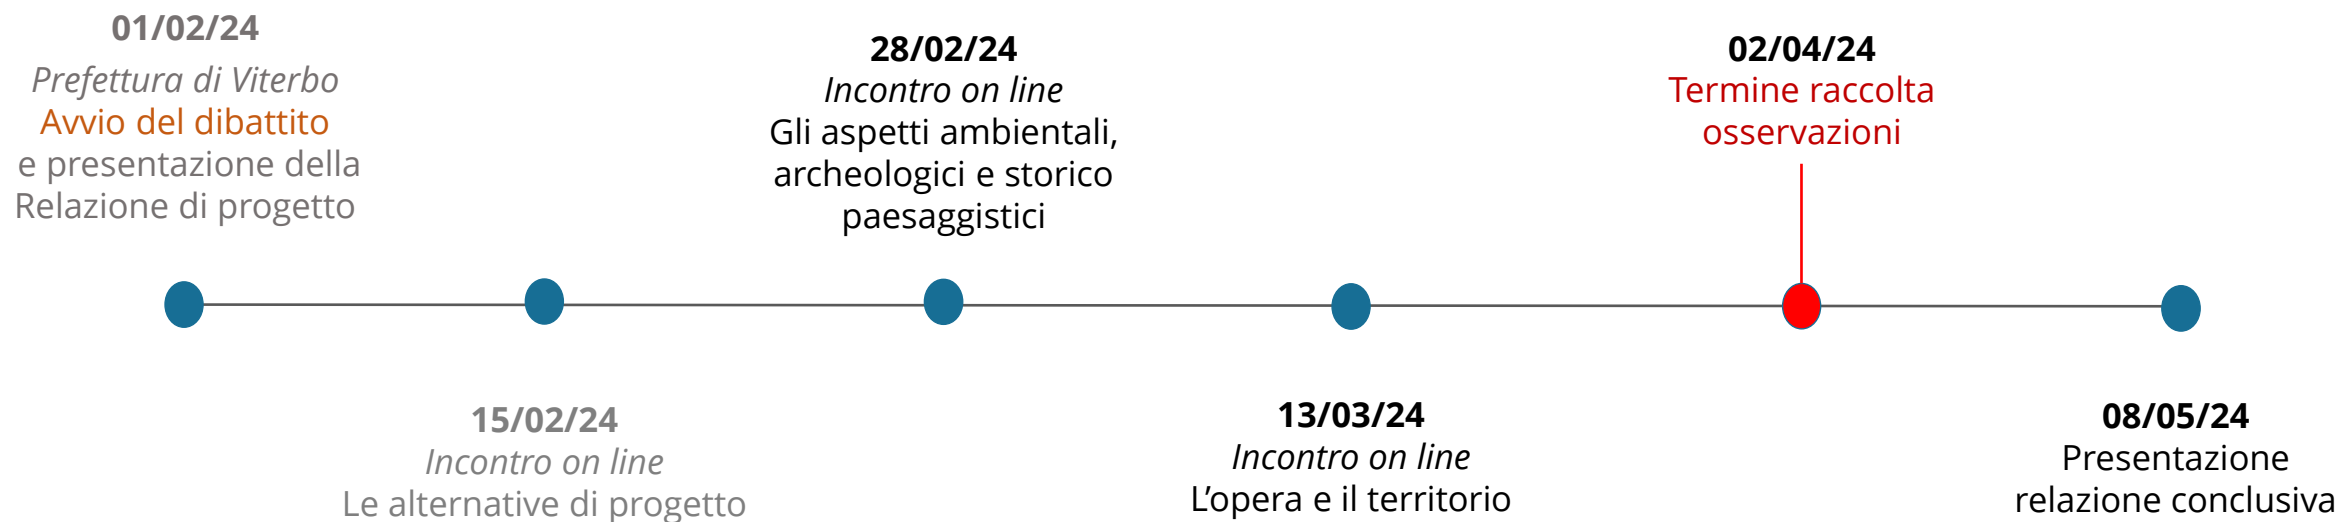 01/02/24
Prefettura di Viterbo
Avvio del dibattito
e presentazione della
Relazione di progetto
15/02/24
Incontro on line
Le alternative di progetto
28/02/24
Incontro on line
Gli aspetti ambientali,
archeologici e storico
paesaggistici
13/03/24
Incontro on line
L'opera e il territorio
02/04/24
Termine raccolta
osservazioni
08/05/24
Presentazione
relazione conclusiva